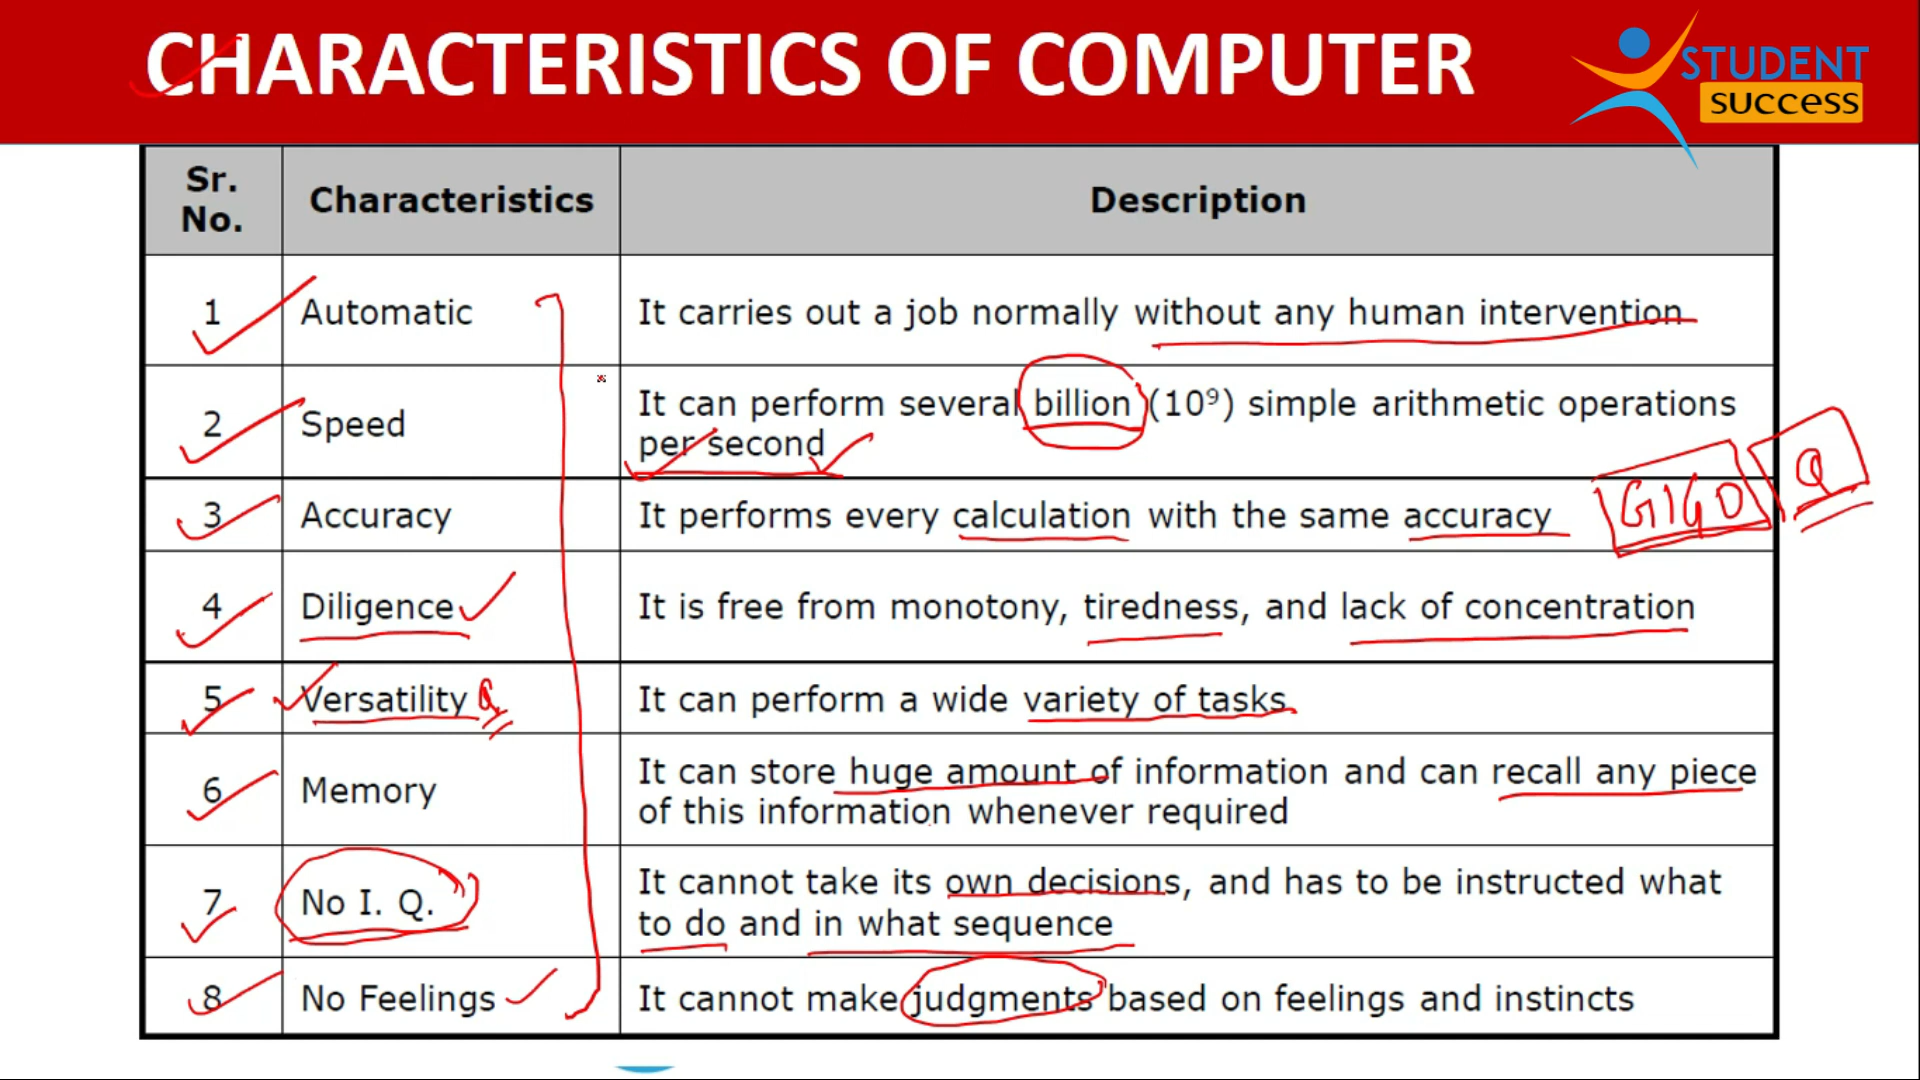 CHARACTERISTICS OF COMPUTER
STUDENT
success
Sr.
No.
Characteristics
Description
1
Automatic
It carries out a job normally without any human intervention
2
Speed
It can perform several billion (10⁹) simple arithmetic operations
per second
3
Accuracy
It performs every calculation with the same accuracy
GIGO
Q
4
Diligence
It is free from monotony, tiredness, and lack of concentration
5
Versatility
Q
It can perform a wide variety of tasks
6
Memory
It can store huge amount of information and can recall any piece
of this information whenever required
7
No I. Q.
It cannot take its own decisions, and has to be instructed what
to do and in what sequence
8
No Feelings
It cannot make judgments based on feelings and instincts